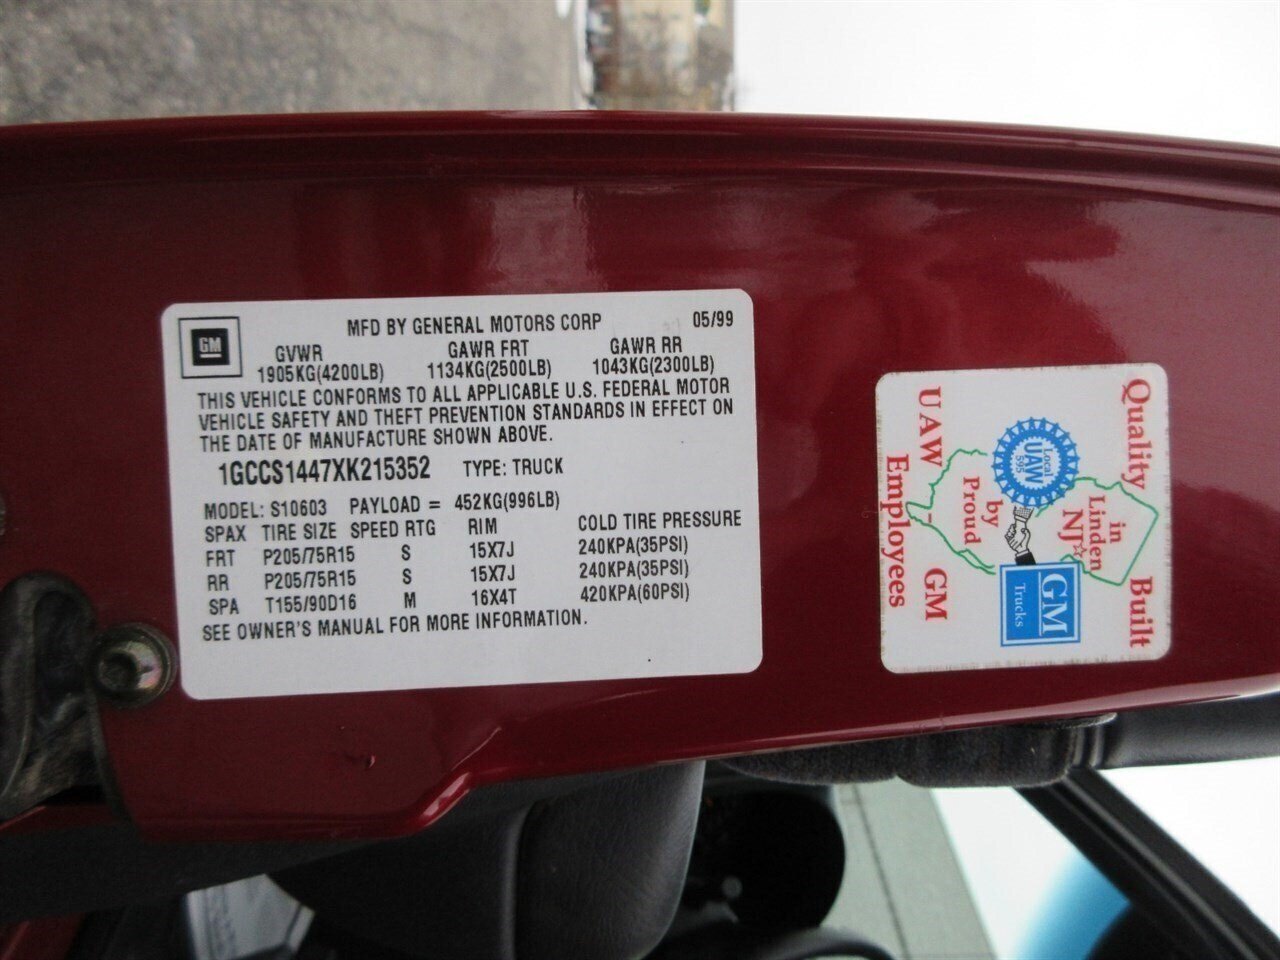 GM
MFD BY GENERAL MOTORS CORP 05/99
GVWR GAWR FRT GAWR RR
1905KG(4200LB) 1134KG(2500LB) 1043KG(2300LB)
THIS VEHICLE CONFORMS TO ALL APPLICABLE U.S. FEDERAL MOTOR
VEHICLE SAFETY AND THEFT PREVENTION STANDARDS IN EFFECT ON
THE DATE OF MANUFACTURE SHOWN ABOVE.
1GCCS1447XK215352 TYPE: TRUCK
MODEL: S10603 PAYLOAD = 452KG(996LB)
SPAX TIRE SIZE SPEED RTG RIM COLD TIRE PRESSURE
FRT P205/75R15 S 15X7J 240KPA(35PSI)
RR P205/75R15 S 15X7J 240KPA(35PSI)
SPA T155/90D16 M 16X4T 420KPA(60PSI)
SEE OWNER'S MANUAL FOR MORE INFORMATION.
Quality Built
in
Linden
NJ
Local
UAW
595
GM
Trucks
by
Proud
UAW - GM
Employees